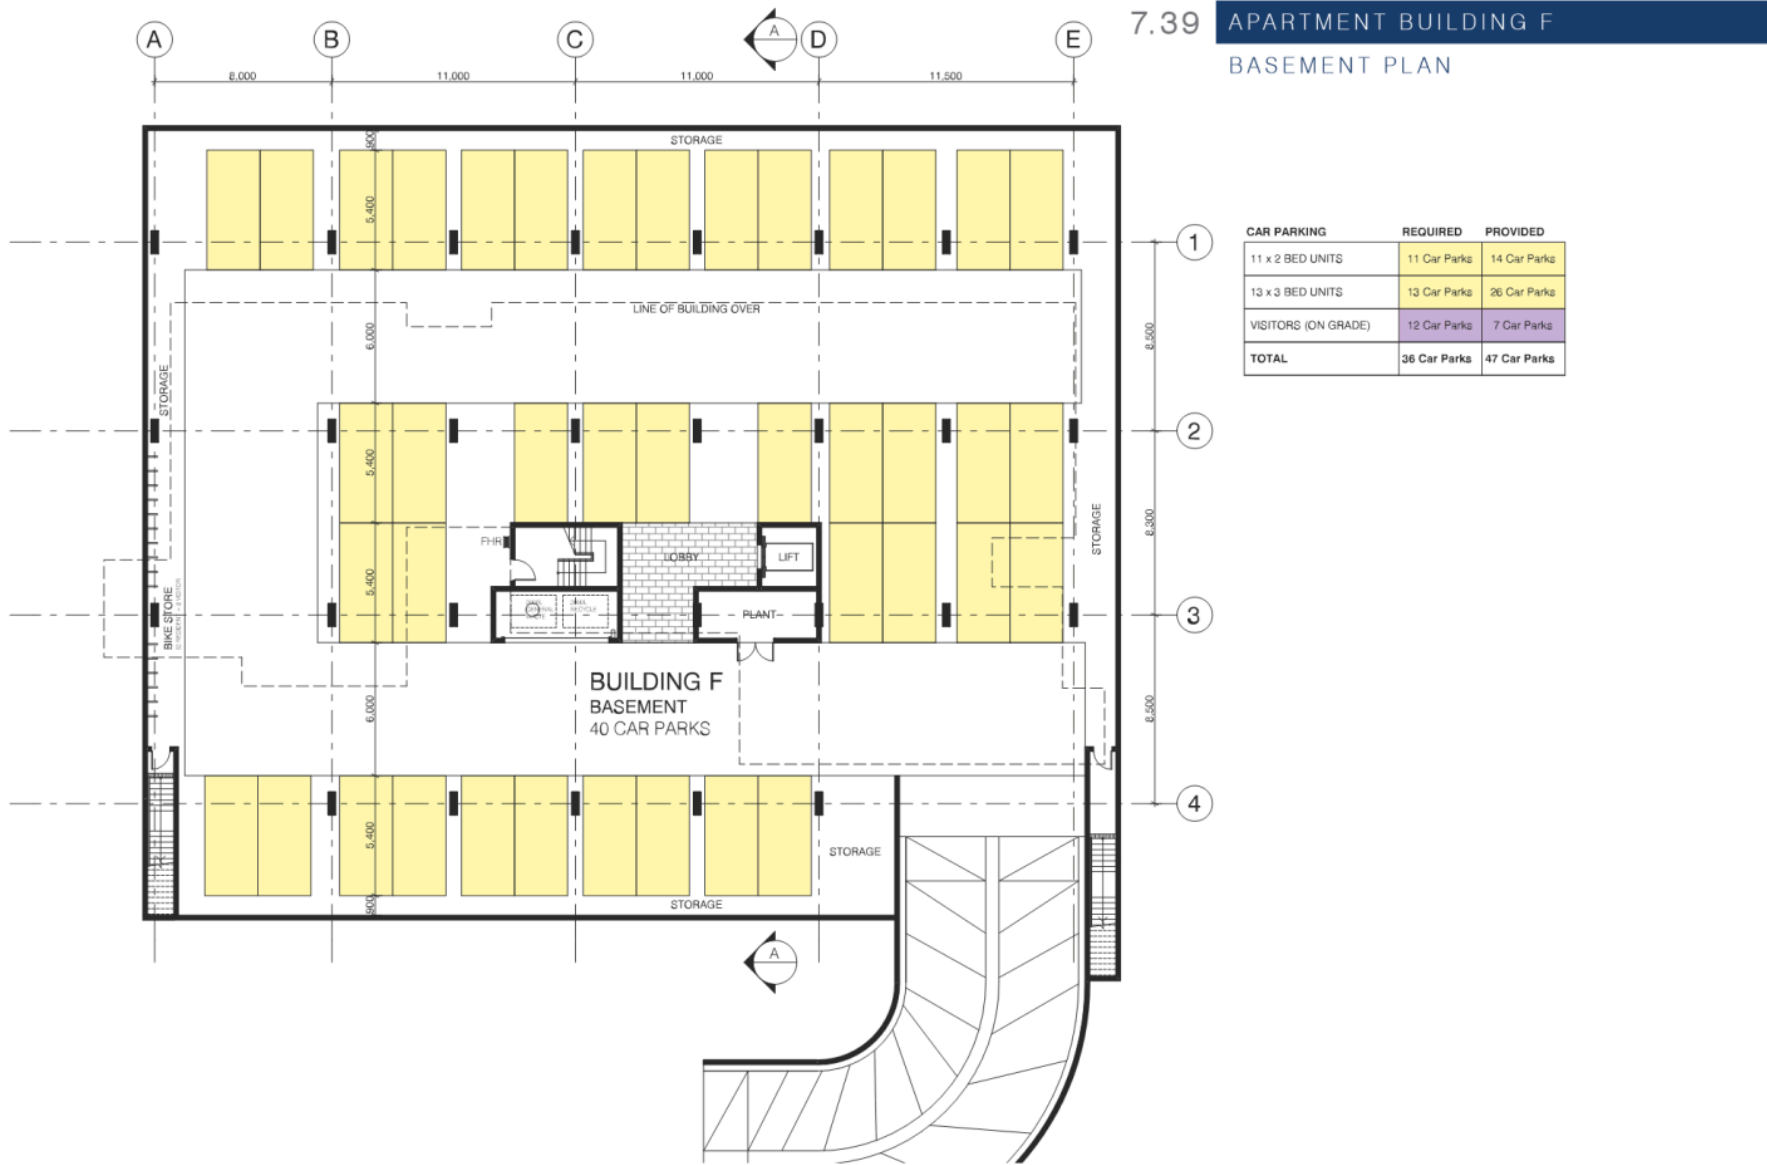 7.39 APARTMENT BUILDING F
BASEMENT PLAN
A B C A D E
8,000 11,000 11,000 11,500
STORAGE
900
5,400
1
CAR PARKING REQUIRED PROVIDED
11 x 2 BED UNITS 11 Car Parks 14 Car Parks
13 x 3 BED UNITS 13 Car Parks 26 Car Parks
VISITORS (ON GRADE) 12 Car Parks 7 Car Parks
TOTAL 36 Car Parks 47 Car Parks
LINE OF BUILDING OVER
6,000
8,500
STORAGE
2
5,400
STORAGE
8,300
FHR
LOBBY
LIFT
5,400
BIKE STORE
PLANT
3
BUILDING F
BASEMENT
40 CAR PARKS
6,000
8,500
4
5,400
STORAGE
900
STORAGE
A